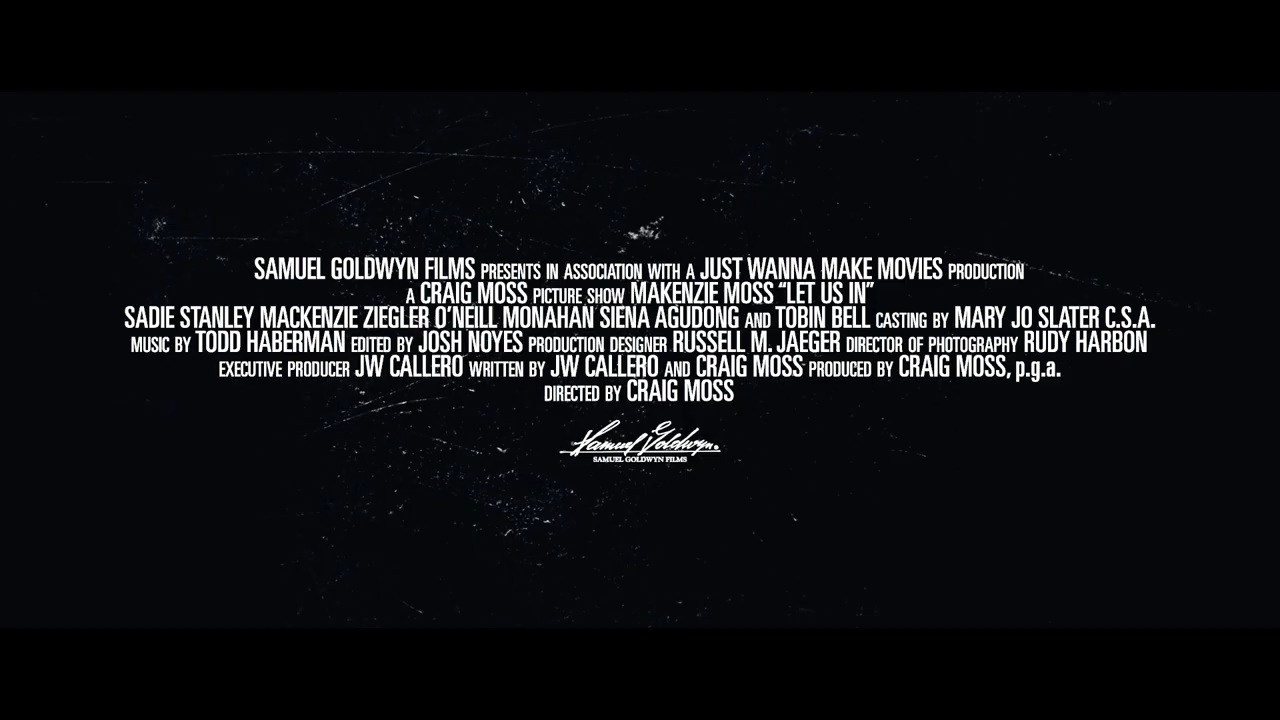 SAMUEL GOLDWYN FILMS PRESENTS IN ASSOCIATION WITH A JUST WANNA MAKE MOVIES PRODUCTION
A CRAIG MOSS PICTURE SHOW MAKENZIE MOSS “LET US IN”
SADIE STANLEY MACKENZIE ZIEGLER O’NEILL MONAHAN SIENA AGUDONG AND TOBIN BELL CASTING BY MARY JO SLATER C.S.A.
MUSIC BY TODD HABERMAN EDITED BY JOSH NOYES PRODUCTION DESIGNER RUSSELL M. JAEGER DIRECTOR OF PHOTOGRAPHY RUDY HARBON
EXECUTIVE PRODUCER JW CALLERO WRITTEN BY JW CALLERO AND CRAIG MOSS PRODUCED BY CRAIG MOSS, p.g.a.
DIRECTED BY CRAIG MOSS
Samuel Goldwyn.
SAMUEL GOLDWYN FILMS